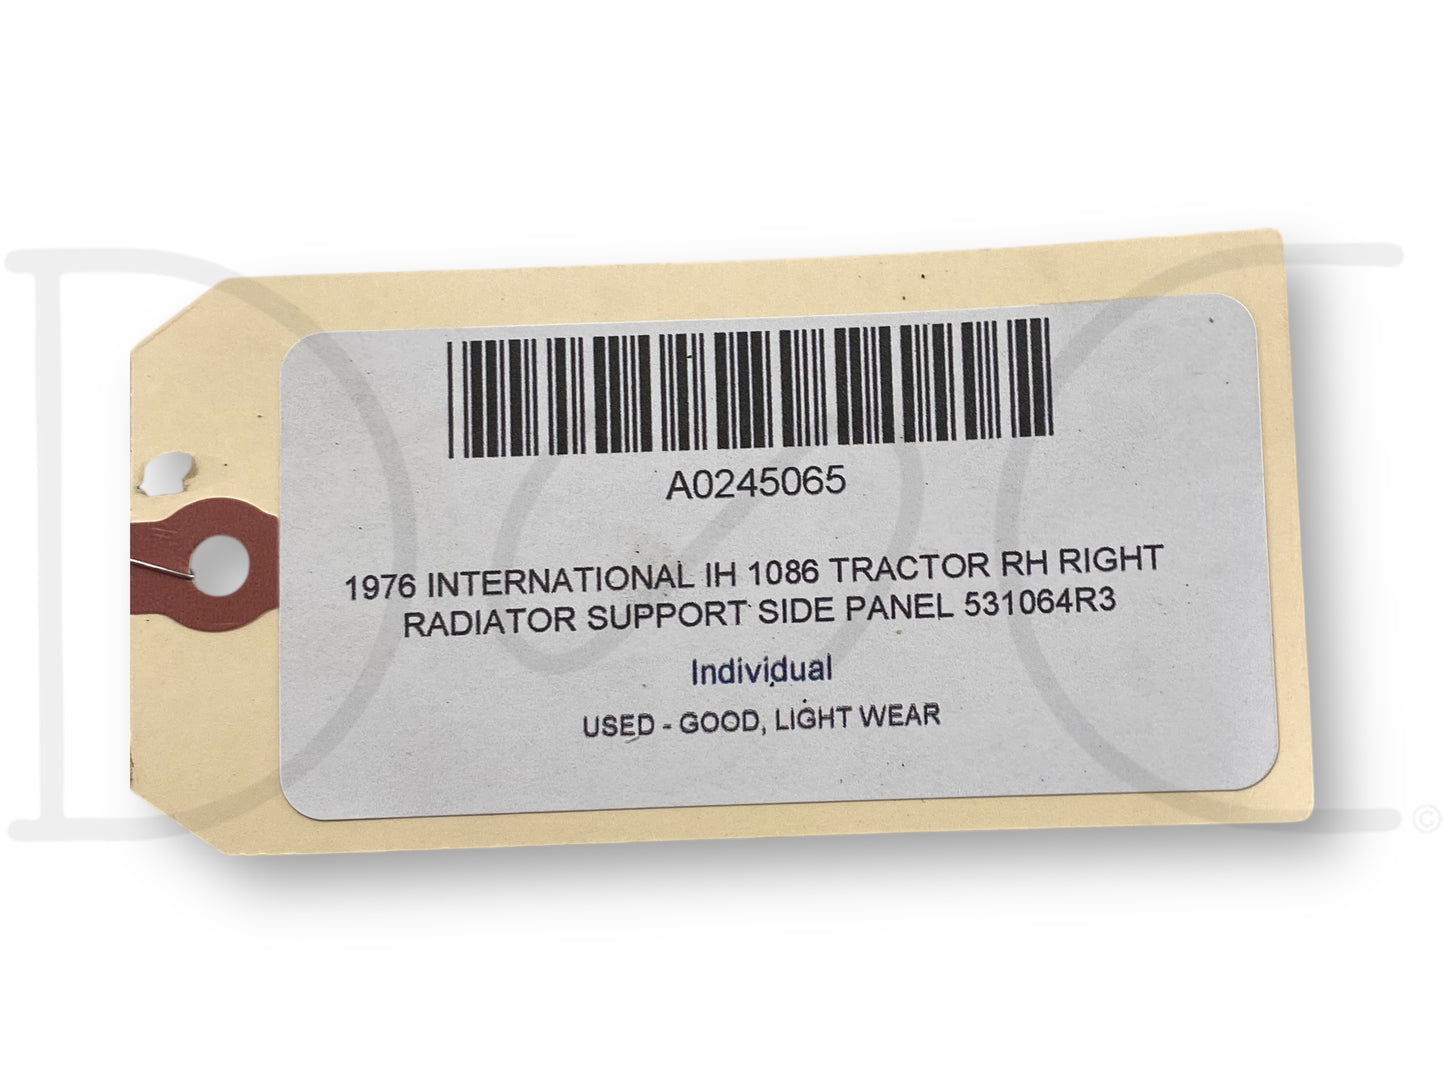 A0245065
1976 INTERNATIONAL IH 1086 TRACTOR RH RIGHT
RADIATOR SUPPORT SIDE PANEL 531064R3
Individual
USED - GOOD, LIGHT WEAR
©